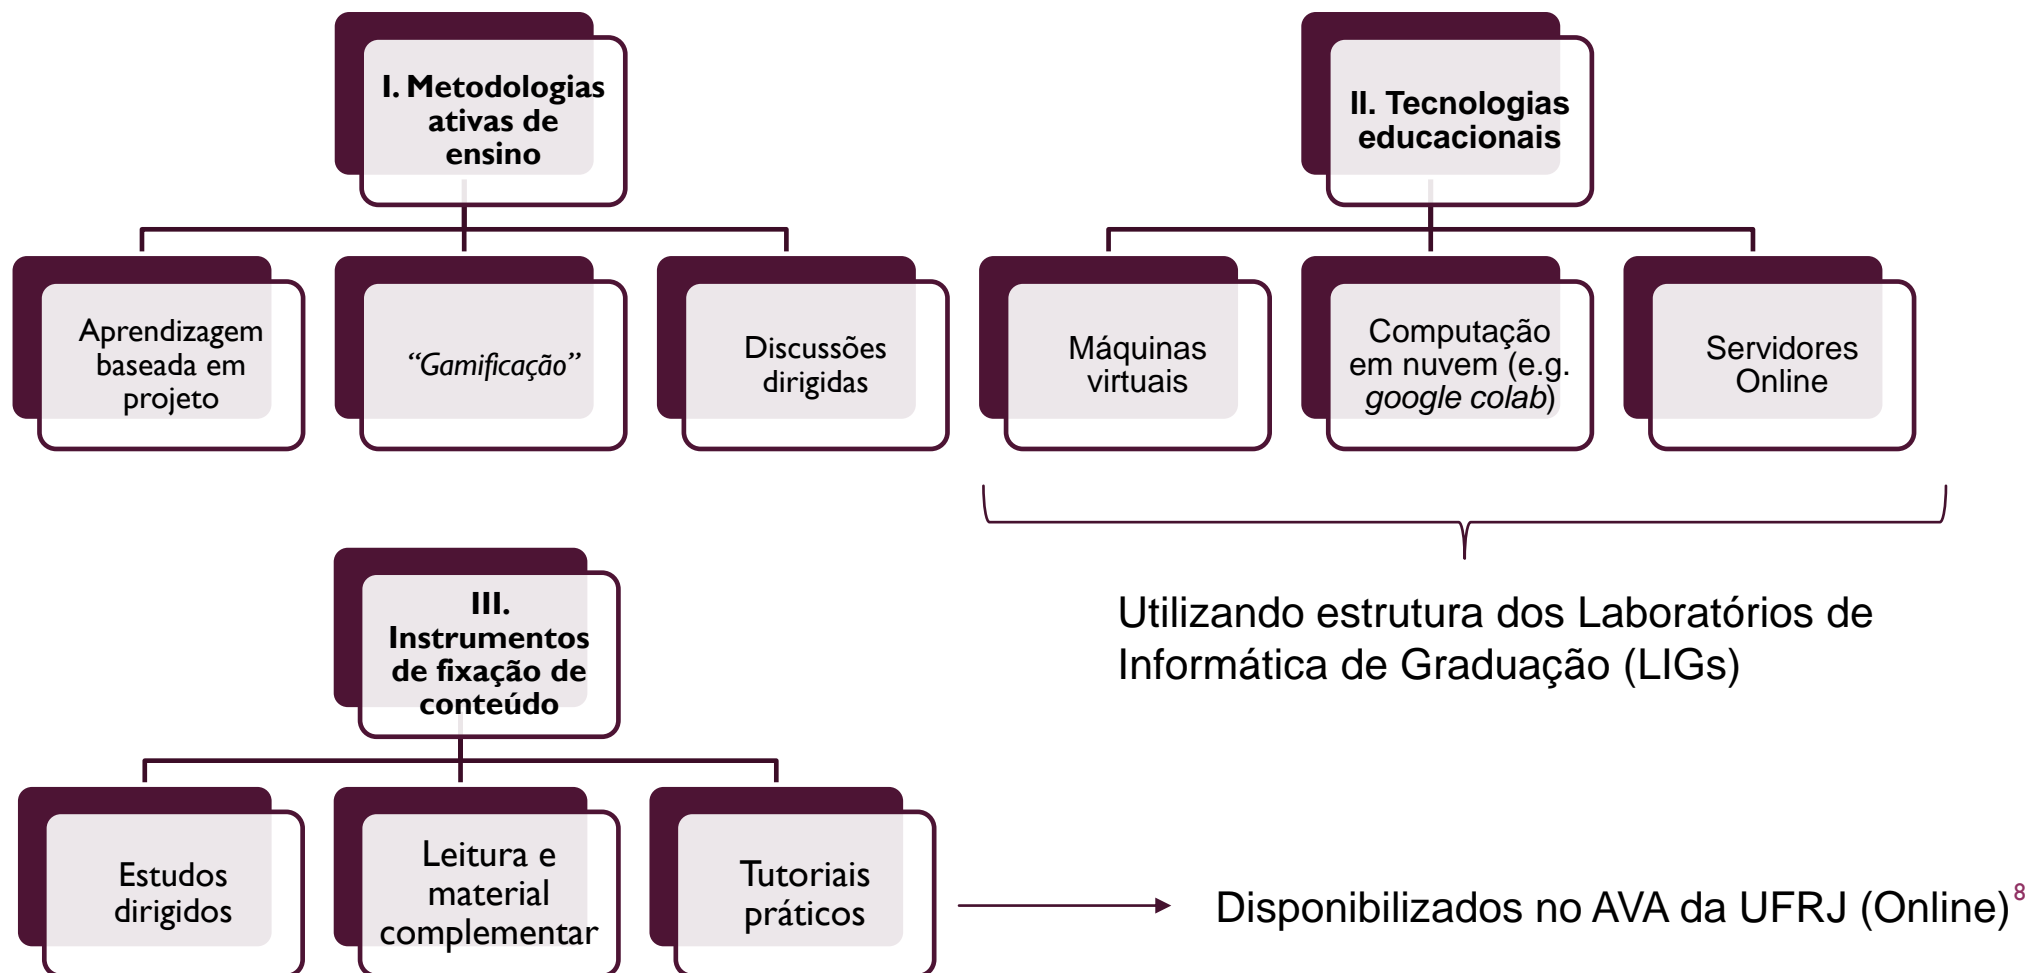 I. Metodologias
ativas de
ensino
Aprendizagem
baseada em
projeto
“Gamificação”
Discussões
dirigidas
II. Tecnologias
educacionais
Máquinas
virtuais
Computação
em nuvem (e.g.
google colab)
Servidores
Online
Utilizando estrutura dos Laboratórios de
Informática de Graduação (LIGs)
III.
Instrumentos
de fixação de
conteúdo
Estudos
dirigidos
Leitura e
material
complementar
Tutoriais
práticos
Disponibilizados no AVA da UFRJ (Online)
8